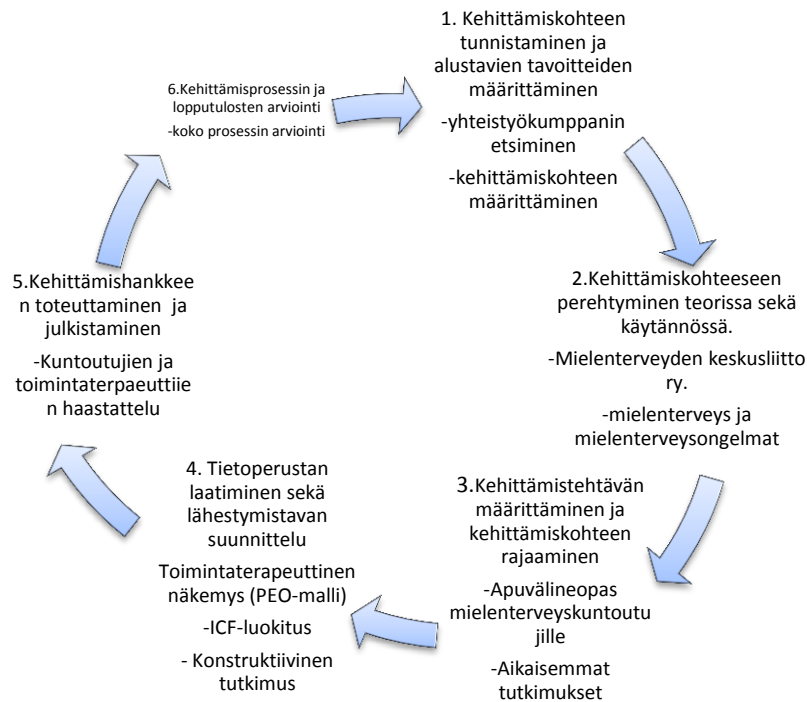 1. Kehittämiskohteen
tunnistaminen ja
alustavien tavoitteiden
määrittäminen
-yhteistyökumppanin
etsiminen
-kehittämiskohteen
määrittäminen
2.Kehittämiskohteeseen
perehtyminen teorissa sekä
käytännössä.
-Mielenterveyden keskusliitto
ry.
-mielenterveys ja
mielenterveysongelmat
3.Kehittämistehtävän
määrittäminen ja
kehittämiskohteen
rajaaminen
-Apuvälineopas
mielenterveyskuntoutu
jille
-Aikaisemmat
tutkimukset
4. Tietoperustan
laatiminen sekä
lähestymistavan
suunnittelu
Toimintaterapeuttinen
näkemys (PEO-malli)
-ICF-luokitus
- Konstruktiivinen
tutkimus
5.Kehittämishankkee
n toteuttaminen ja
julkistaminen
-Kuntoutujien ja
toimintaterpaeuttiie
n haastattelu
6.Kehittämisprosessin ja
lopputulosten arviointi
-koko prosessin arviointi